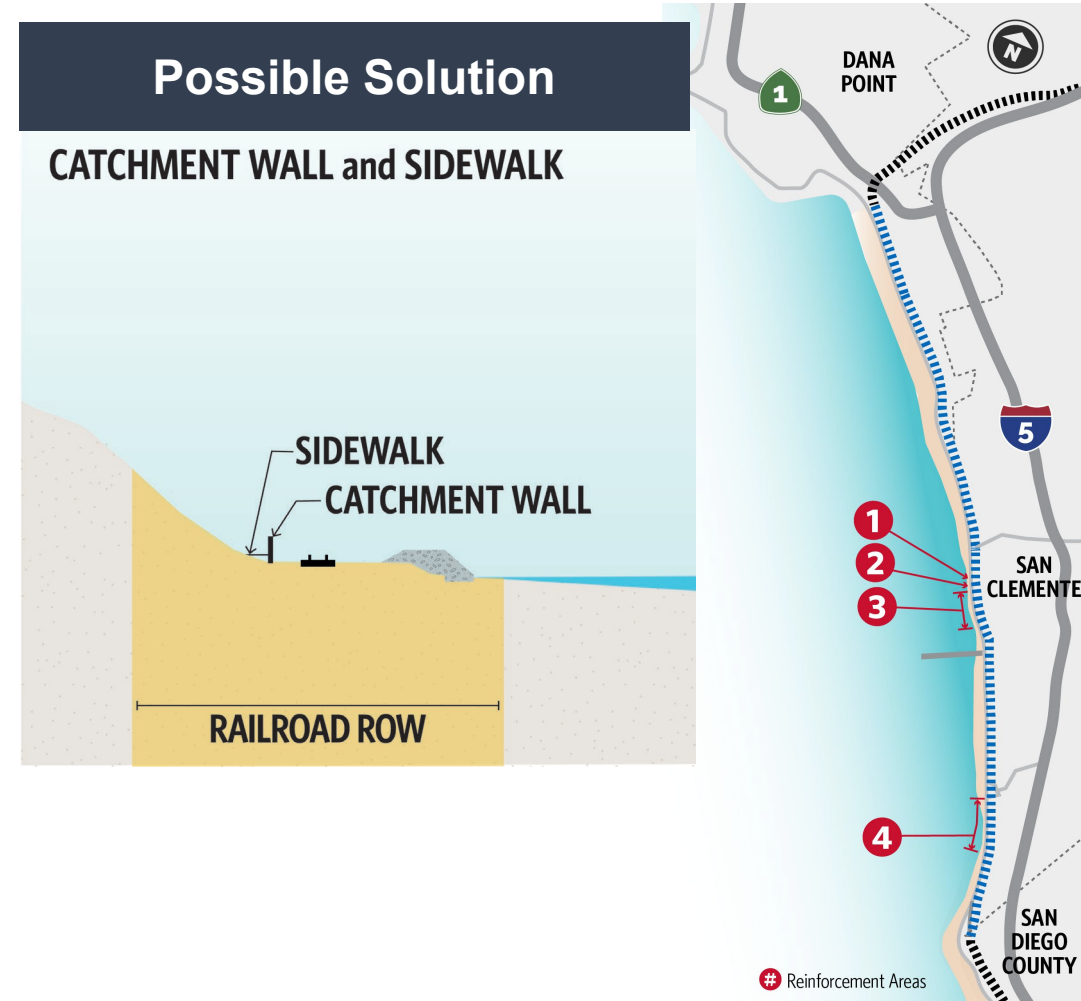 Possible Solution
CATCHMENT WALL and SIDEWALK
SIDEWALK
CATCHMENT WALL
RAILROAD ROW
DANA
POINT
N
1
5
1
2
3
SAN
CLEMENTE
4
SAN
DIEGO
COUNTY
# Reinforcement Areas